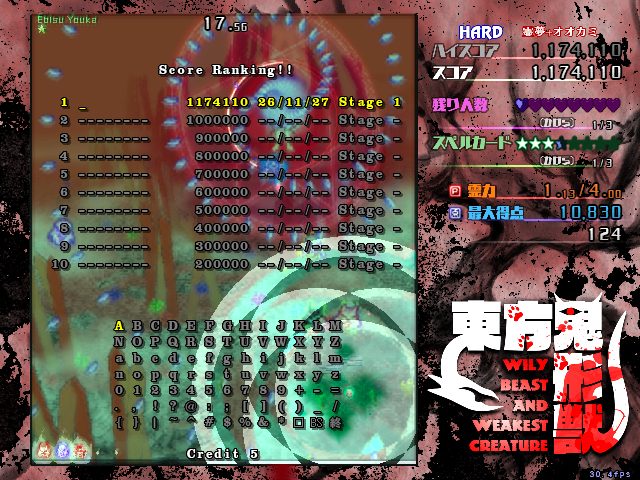 Ebisu Youka
17.56
Score Ranking!!
1 _ 1174110 26/11/27 Stage 1
2 -------- 1000000 --/--/-- Stage -
3 -------- 900000 --/--/-- Stage -
4 -------- 800000 --/--/-- Stage -
5 -------- 700000 --/--/-- Stage -
6 -------- 600000 --/--/-- Stage -
7 -------- 500000 --/--/-- Stage -
8 -------- 400000 --/--/-- Stage -
9 -------- 300000 --/--/-- Stage -
10 -------- 200000 --/--/-- Stage -
A B C D E F G H I J K L M
N O P Q R S T U V W X Y Z
a b c d e f g h i j k l m
n o p q r s t u v w x y z
0 1 2 3 4 5 6 7 8 9 + - =
. , ! ? @ : ; [ ] ( ) _ /
{ } | ~ ^ # $ % & * □ BS 終
Credit 5
HARD 霊夢+オオカミ
ハイスコア 1,174,110
スコア 1,174,110
残り人数
(かけら) 1/3
スペルカード
(かけら) 1/3
P 霊力 1.13/4.00
最大得点 10,830
124
東方鬼形獣
WILY
BEAST
AND
WEAKEST
CREATURE
30.4fps